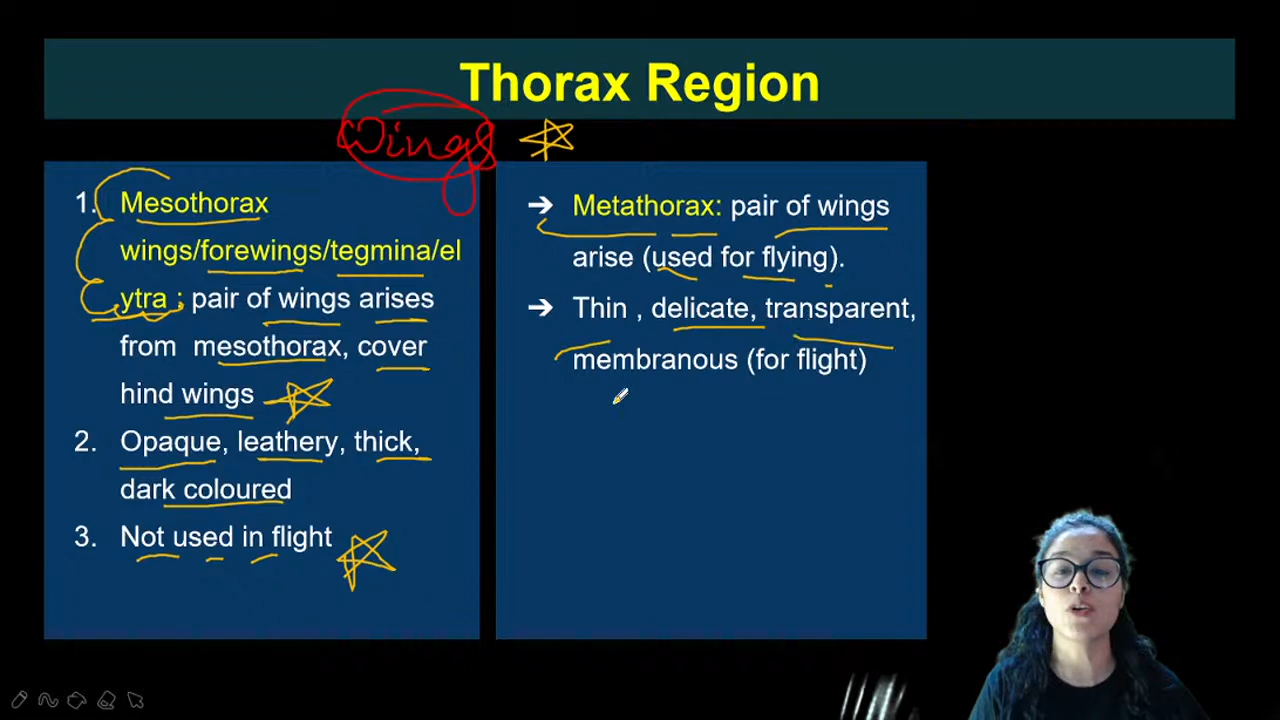 Thorax Region
Wings
1. Mesothorax
wings/forewings/tegmina/el
ytra : pair of wings arises
from mesothorax, cover
hind wings
2. Opaque, leathery, thick,
dark coloured
3. Not used in flight
➔ Metathorax: pair of wings
arise (used for flying).
➔ Thin , delicate, transparent,
membranous (for flight)